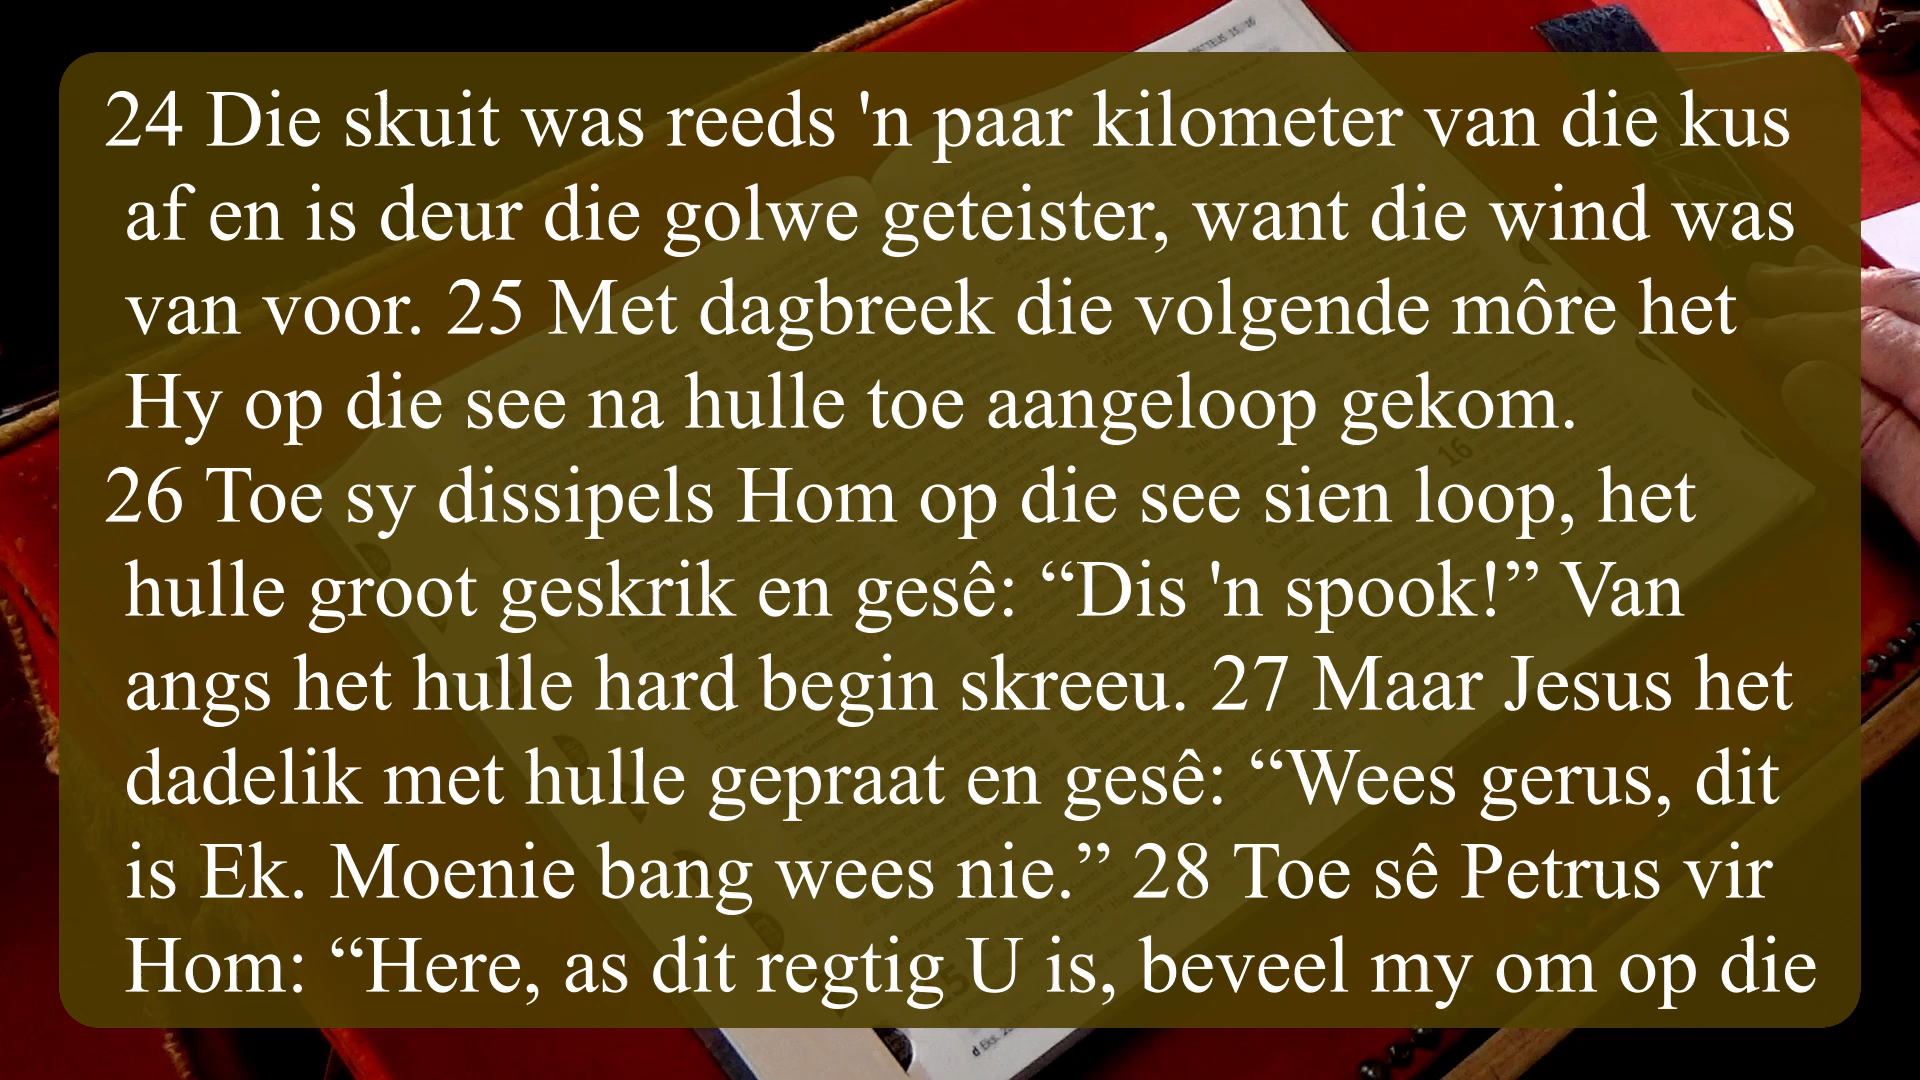 24 Die skuit was reeds 'n paar kilometer van die kus
af en is deur die golwe geteister, want die wind was
van voor. 25 Met dagbreek die volgende môre het
Hy op die see na hulle toe aangeloop gekom.
26 Toe sy dissipels Hom op die see sien loop, het
hulle groot geskrik en gesê: “Dis 'n spook!” Van
angs het hulle hard begin skreeu. 27 Maar Jesus het
dadelik met hulle gepraat en gesê: “Wees gerus, dit
is Ek. Moenie bang wees nie.” 28 Toe sê Petrus vir
Hom: “Here, as dit regtig U is, beveel my om op die
16